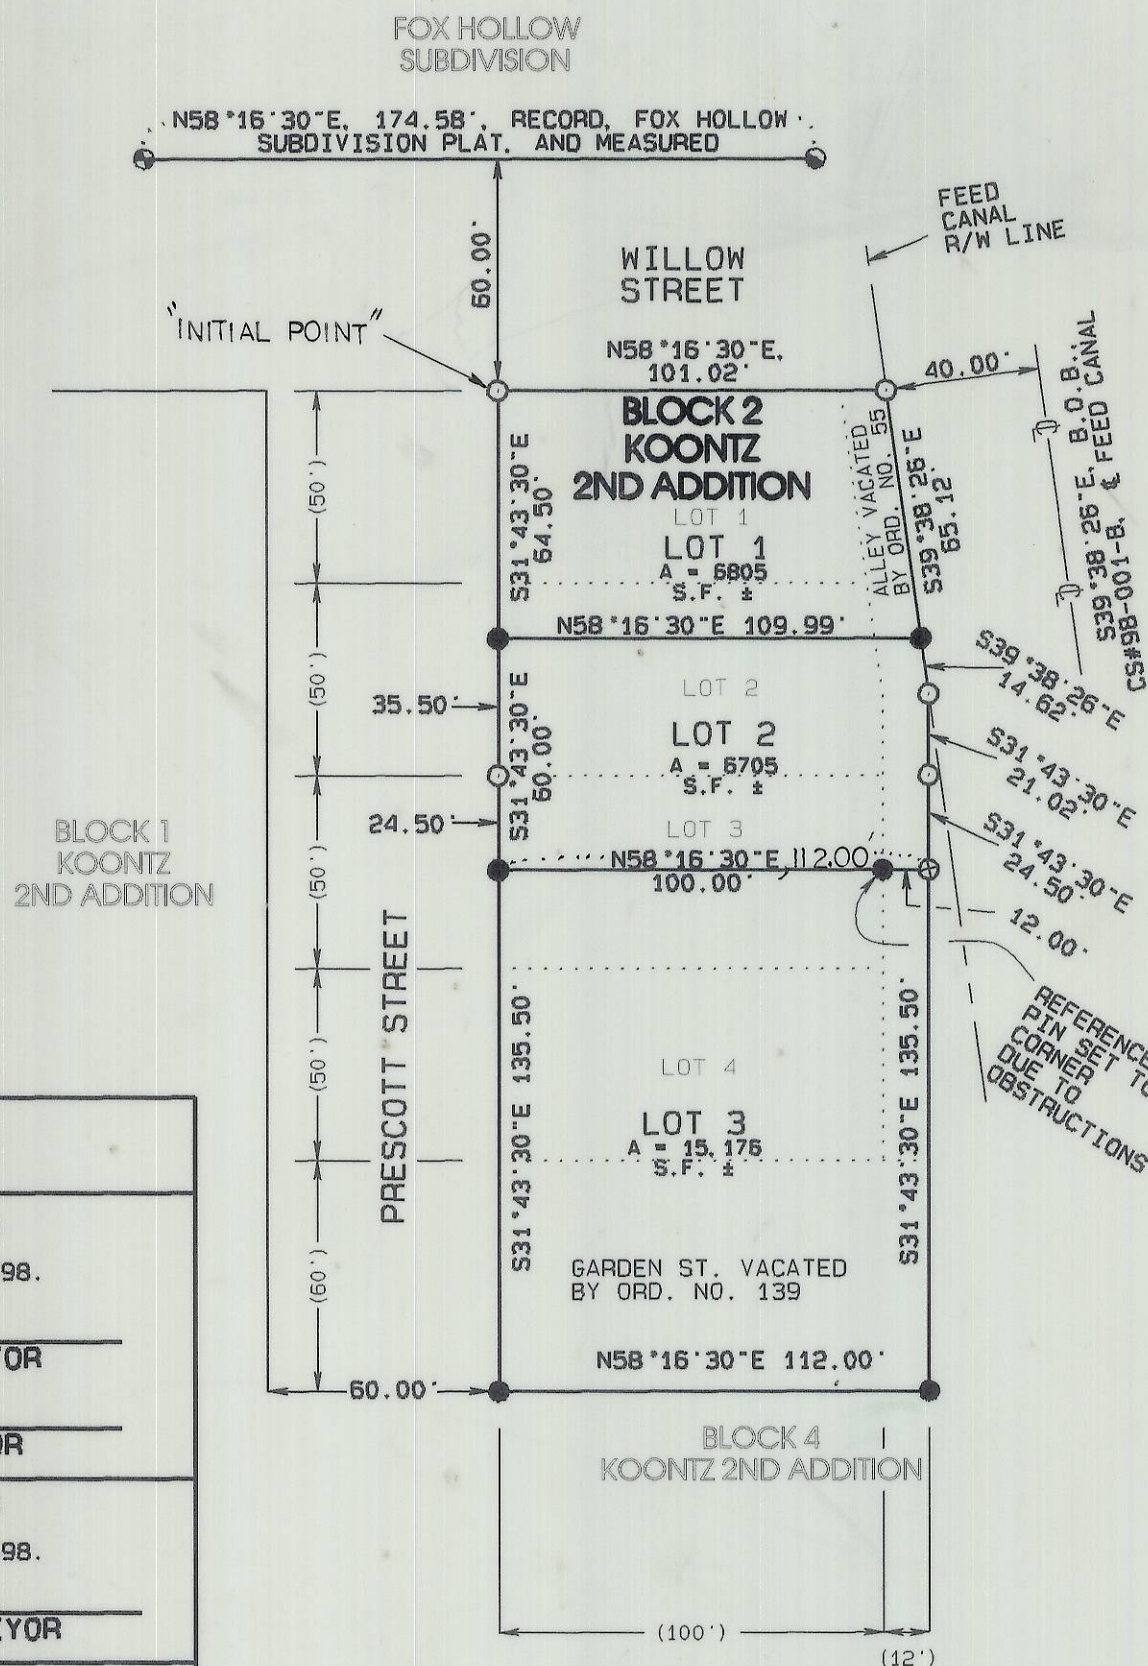 FOX HOLLOW
SUBDIVISION
N58°16'30"E, 174.58', RECORD, FOX HOLLOW
SUBDIVISION PLAT, AND MEASURED
60.00'
WILLOW
STREET
FEED
CANAL
R/W LINE
"INITIAL POINT"
N58°16'30"E,
101.02'
40.00'
S39°38'26"E, B.O.B.,
CS#98-001-B, ℄ FEED CANAL
BLOCK 2
KOONTZ
2ND ADDITION
ALLEY VACATED
BY ORD. NO. 55
S39°38'26"E
65.12'
S31°43'30"E
64.50'
(50')
LOT 1
LOT 1
A = 6805
S.F. ±
N58°16'30"E 109.99'
S39°38'26"E
14.62'
(50')
35.50'
S31°43'30"E
60.00'
LOT 2
LOT 2
A = 6705
S.F. ±
S31°43'30"E
21.02'
24.50'
LOT 3
S31°43'30"E
24.50'
BLOCK 1
KOONTZ
2ND ADDITION
(50')
N58°16'30"E, 112.00'
100.00'
12.00'
REFERENCE
PIN SET TO
CORNER
DUE TO
OBSTRUCTIONS
PRESCOTT STREET
(50')
S31°43'30"E 135.50'
S31°43'30"E 135.50'
LOT 4
LOT 3
A = 15,176
S.F. ±
(60')
GARDEN ST. VACATED
BY ORD. NO. 139
98.
OR
N58°16'30"E 112.00'
60.00'
OR
BLOCK 4
KOONTZ 2ND ADDITION
98.
YOR
(100')
(12')